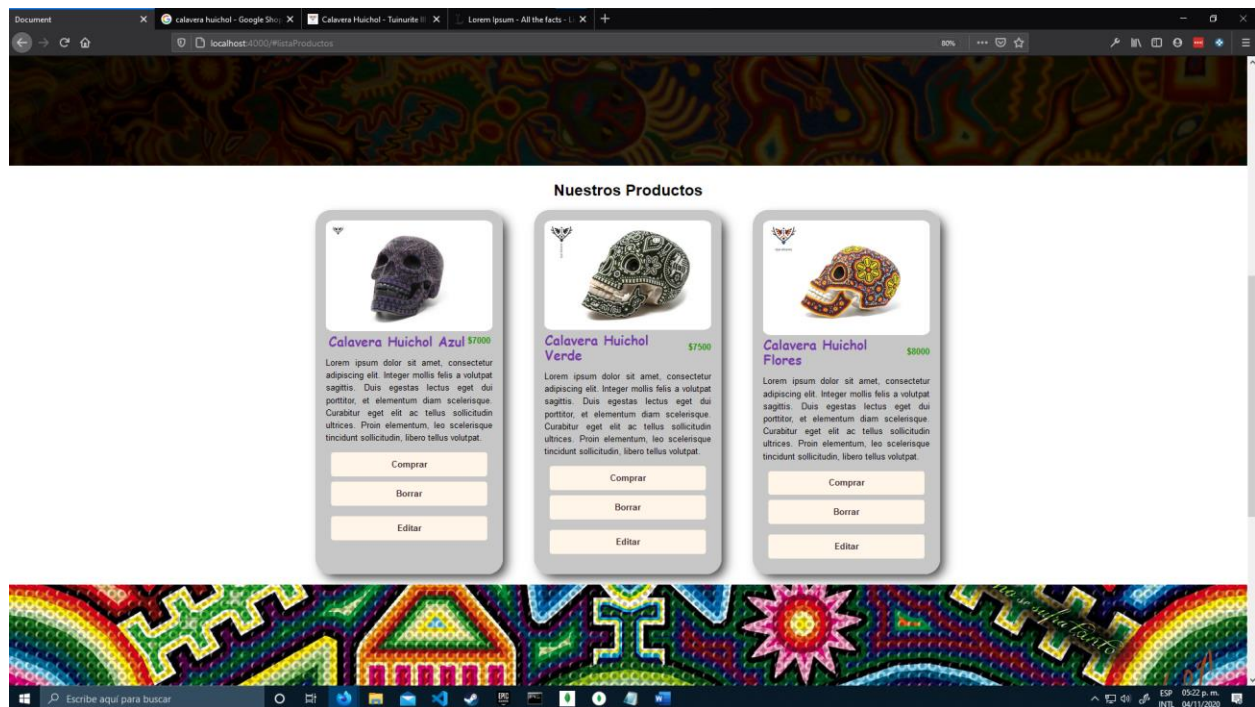 Document
calavera huichol - Google Shop
Calavera Huichol - Tuinurite III
Lorem Ipsum - All the facts - Li
localhost:4000/#listaProductos
80%
Nuestros Productos
Calavera Huichol Azul $7000
Lorem ipsum dolor sit amet, consectetur
adipiscing elit. Integer mollis felis a volutpat
sagittis. Duis egestas lectus eget dui
porttitor, et elementum diam scelerisque.
Curabitur eget elit ac tellus sollicitudin
ultrices. Proin elementum, leo scelerisque
tincidunt sollicitudin, libero tellus volutpat.
Comprar
Borrar
Editar
Calavera Huichol
Verde
$7500
Lorem ipsum dolor sit amet, consectetur
adipiscing elit. Integer mollis felis a volutpat
sagittis. Duis egestas lectus eget dui
porttitor, et elementum diam scelerisque.
Curabitur eget elit ac tellus sollicitudin
ultrices. Proin elementum, leo scelerisque
tincidunt sollicitudin, libero tellus volutpat.
Comprar
Borrar
Editar
Calavera Huichol
Flores
$8000
Lorem ipsum dolor sit amet, consectetur
adipiscing elit. Integer mollis felis a volutpat
sagittis. Duis egestas lectus eget dui
porttitor, et elementum diam scelerisque.
Curabitur eget elit ac tellus sollicitudin
ultrices. Proin elementum, leo scelerisque
tincidunt sollicitudin, libero tellus volutpat.
Comprar
Borrar
Editar
Escribe aquí para buscar
EPIC
ESP
INTL
05:22 p. m.
04/11/2020